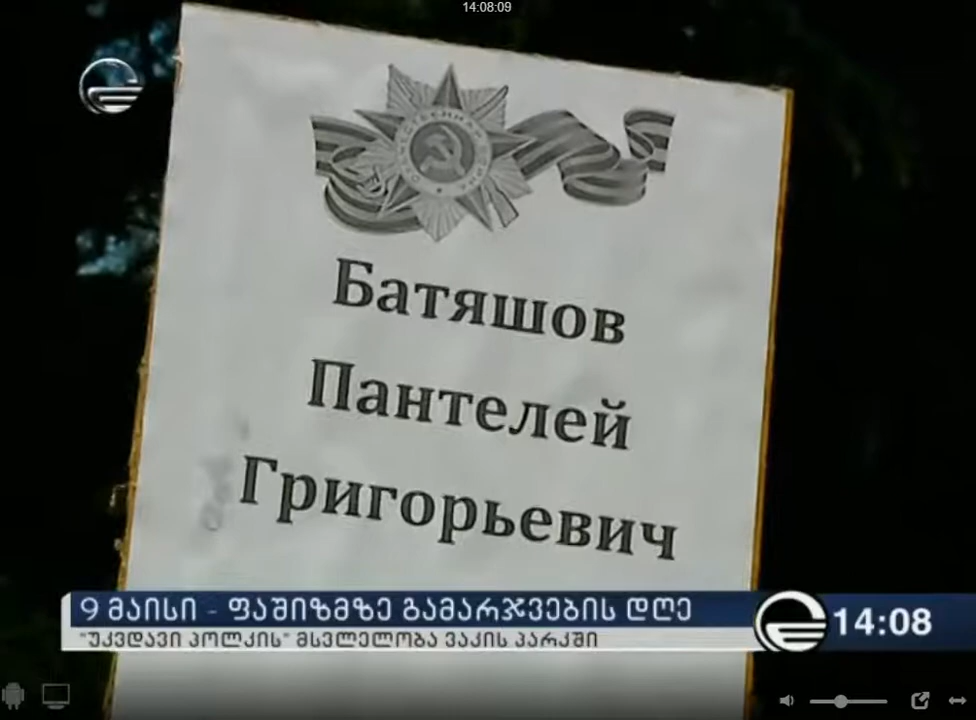 14:08:09
Батяшов
Пантелей
Григорьевич
9 მაისი - ფაშიზმზე გამარჯვების დღე
"უკვდავი პოლკის" მსვლელობა ვაკის პარკში
14:08